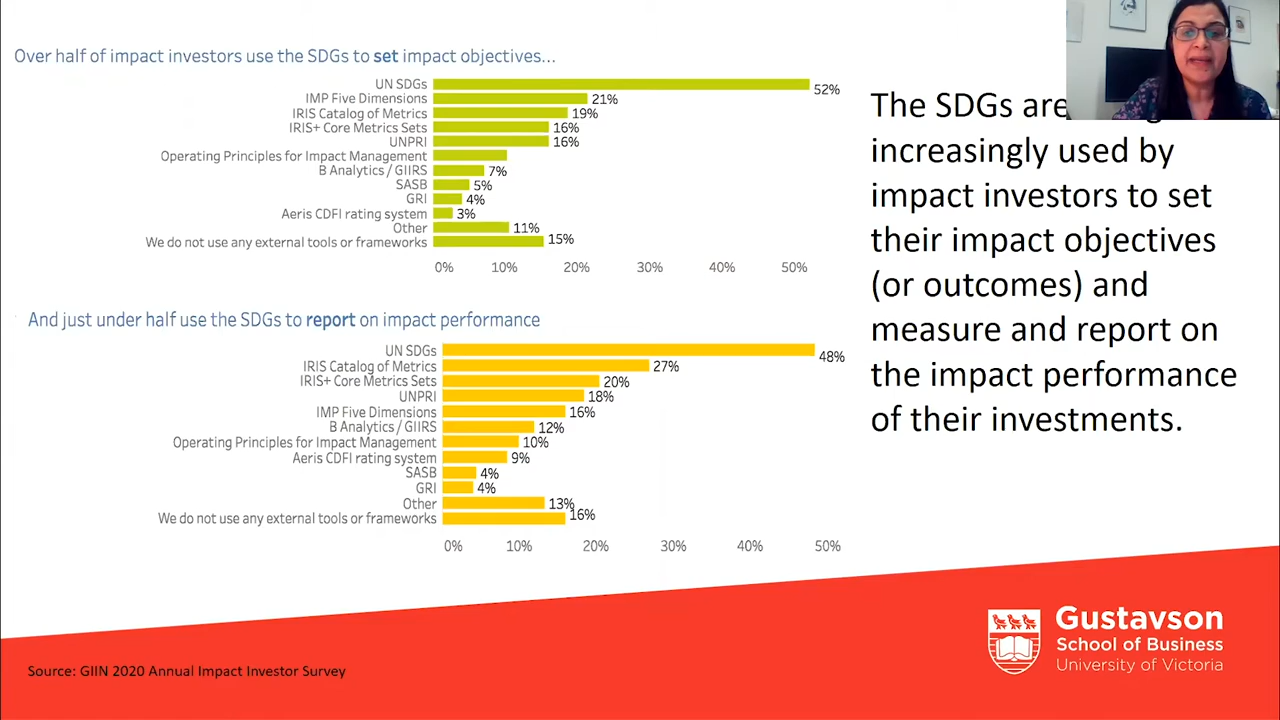 Over half of impact investors use the SDGs to set impact objectives...
UN SDGs 52%
IMP Five Dimensions 21%
IRIS Catalog of Metrics 19%
IRIS+ Core Metrics Sets 16%
UNPRI 16%
Operating Principles for Impact Management
B Analytics / GIIRS 7%
SASB 5%
GRI 4%
Aeris CDFI rating system 3%
Other 11%
We do not use any external tools or frameworks 15%
0% 10% 20% 30% 40% 50%
And just under half use the SDGs to report on impact performance
UN SDGs 48%
IRIS Catalog of Metrics 27%
IRIS+ Core Metrics Sets 20%
UNPRI 18%
IMP Five Dimensions 16%
B Analytics / GIIRS 12%
Operating Principles for Impact Management 10%
Aeris CDFI rating system 9%
SASB 4%
GRI 4%
Other 13%
We do not use any external tools or frameworks 16%
0% 10% 20% 30% 40% 50%
The SDGs are
increasingly used by
impact investors to set
their impact objectives
(or outcomes) and
measure and report on
the impact performance
of their investments.
Source: GIIN 2020 Annual Impact Investor Survey
Gustavson
School of Business
University of Victoria